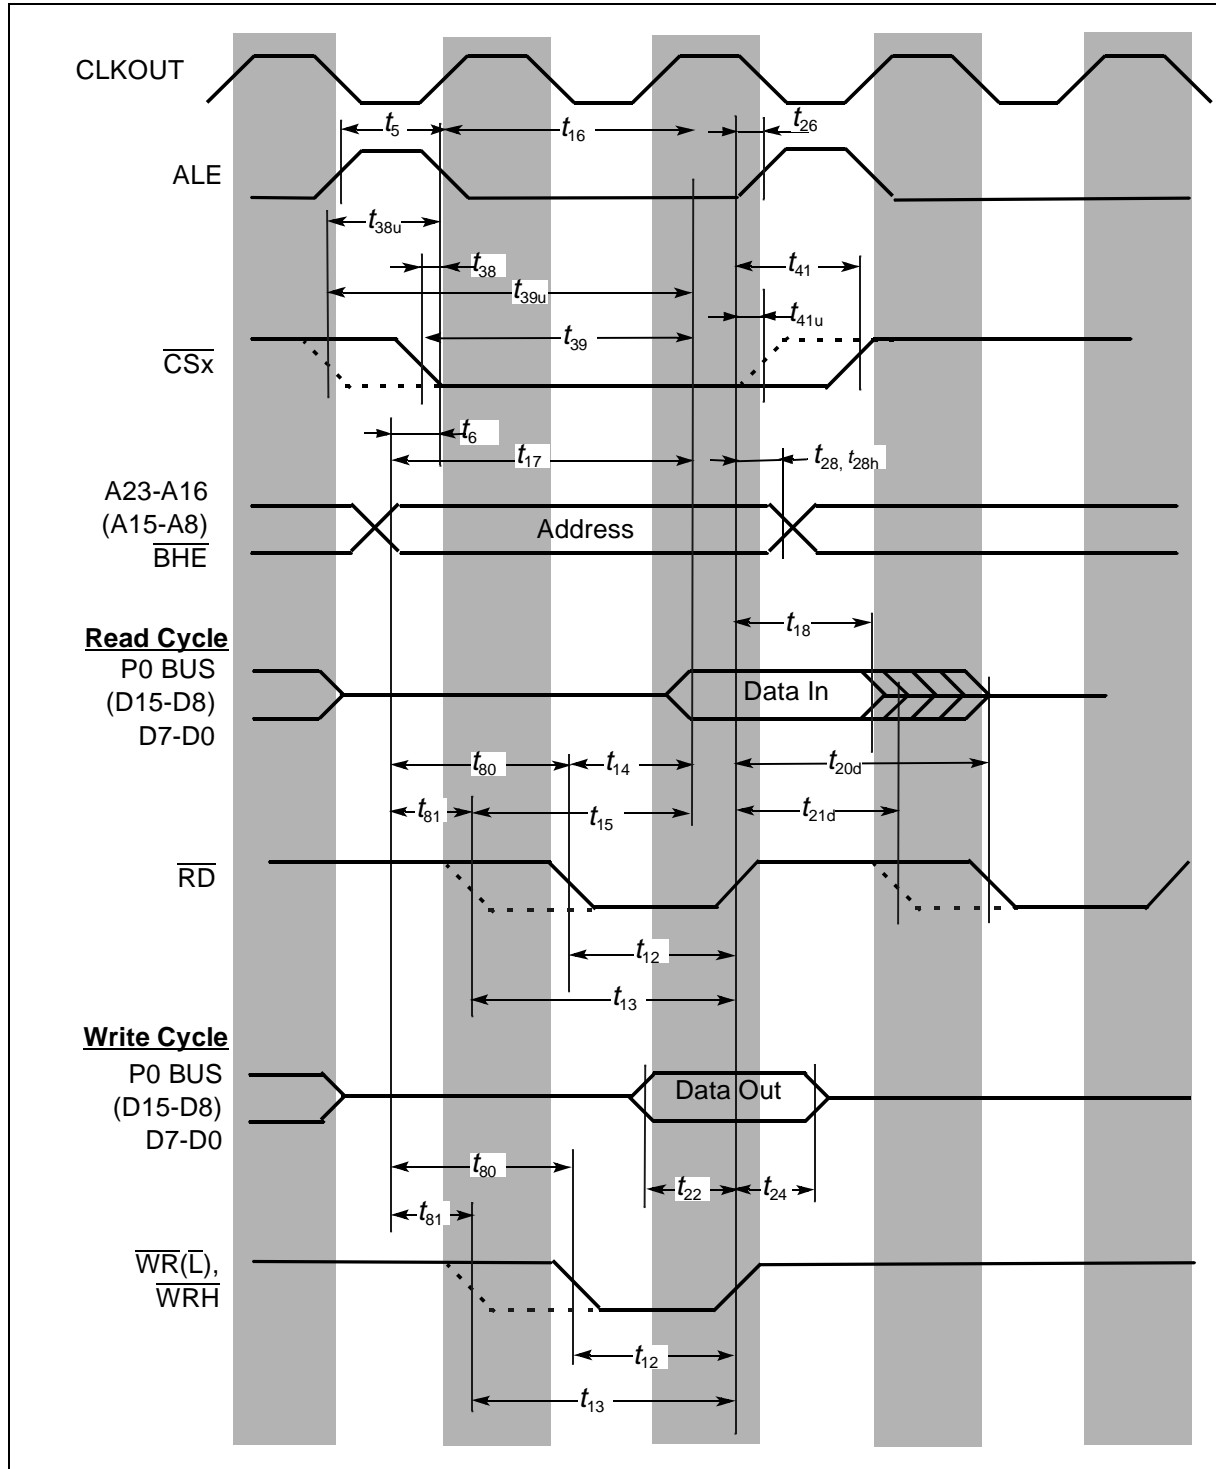 CLKOUT
t5
t16
t26
ALE
t38u
t38
t41
t39u
t41u
t39
CSx
t6
t17
t28, t28h
A23-A16
(A15-A8)
Address
BHE
t18
Read Cycle
P0 BUS
(D15-D8)
Data In
D7-D0
t80
t14
t20d
t81
t15
t21d
RD
t12
t13
Write Cycle
P0 BUS
Data Out
(D15-D8)
D7-D0
t80
t22
t24
t81
WR(L),
WRH
t12
t13